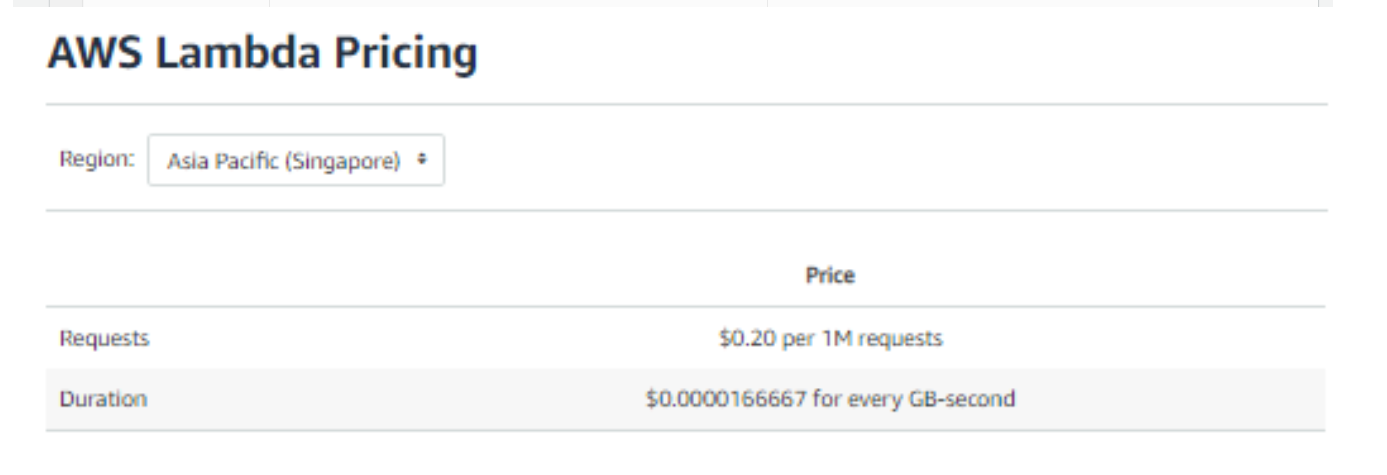 AWS Lambda Pricing
Region: Asia Pacific (Singapore)
Price
Requests $0.20 per 1M requests
Duration $0.0000166667 for every GB-second